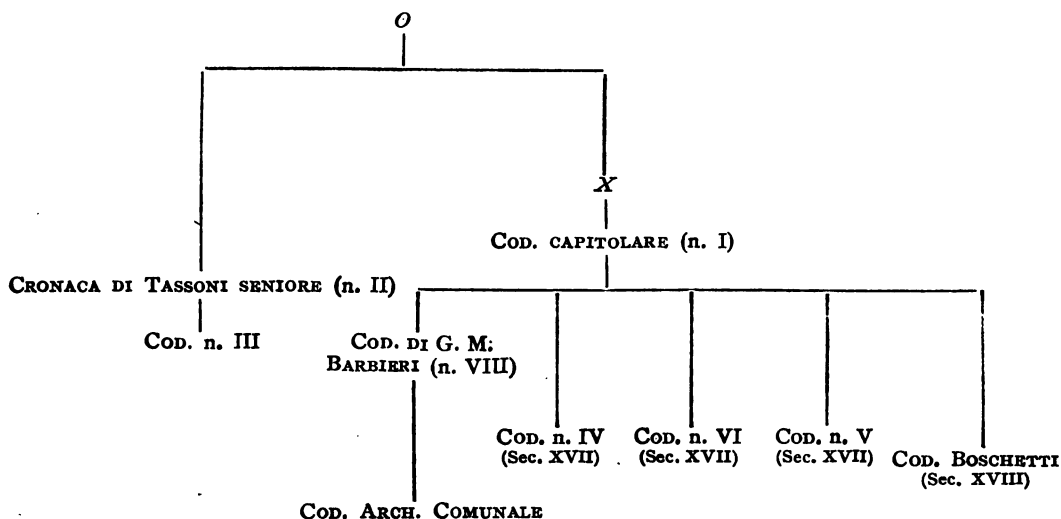 O
X
COD. CAPITOLARE (n. I)
CRONACA DI TASSONI SENIORE (n. II)
COD. n. III
COD. DI G. M:
BARBIERI (n. VIII)
COD. n. IV
(Sec. XVII)
COD. n. VI
(Sec. XVII)
COD. n. V
(Sec. XVII)
COD. BOSCHETTI
(Sec. XVIII)
COD. ARCH. COMUNALE